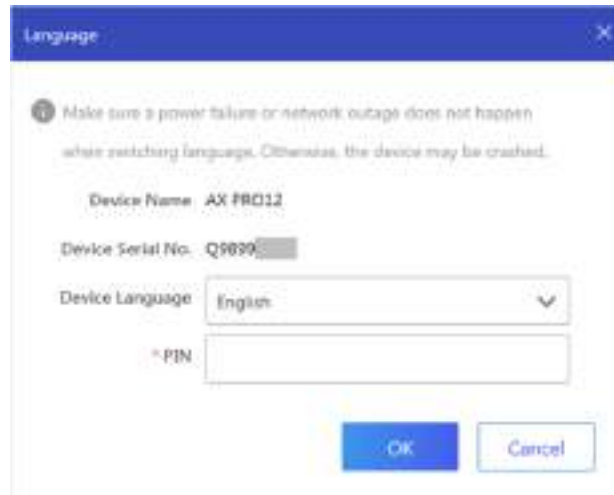 Language
Make sure a power failure or network outage does not happen
when switching language. Otherwise, the device may be crashed.
Device Name AX PRO12
Device Serial No. Q9899
Device Language English
* PIN
OK Cancel